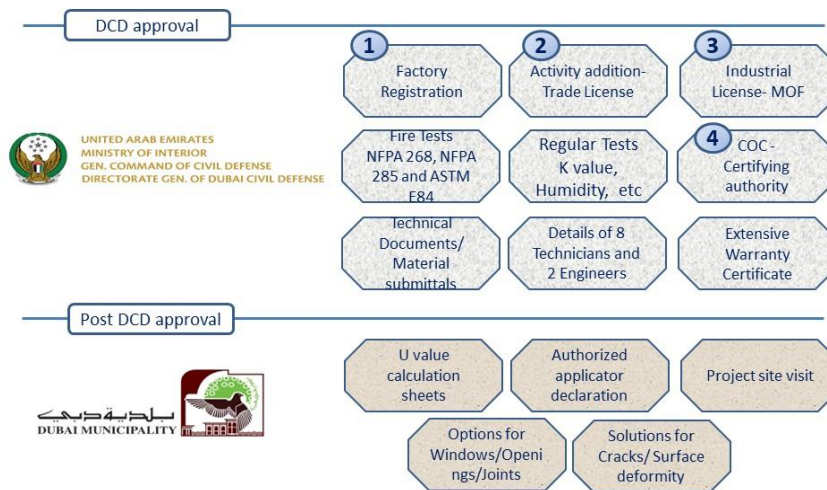 DCD approval
1
Factory
Registration
2
Activity addition-
Trade License
3
Industrial
License- MOF
UNITED ARAB EMIRATES
MINISTRY OF INTERIOR
GEN. COMMAND OF CIVIL DEFENSE
DIRECTORATE GEN. OF DUBAI CIVIL DEFENSE
Fire Tests
NFPA 268, NFPA
285 and ASTM
E84
Regular Tests
K value,
Humidity, etc
4
COC -
Certifying
authority
Technical
Documents/
Material
submittals
Details of 8
Technicians and
2 Engineers
Extensive
Warranty
Certificate
Post DCD approval
بلدية دبي
DUBAI MUNICIPALITY
U value
calculation
sheets
Authorized
applicator
declaration
Project site visit
Options for
Windows/Openi
ngs/Joints
Solutions for
Cracks/ Surface
deformity